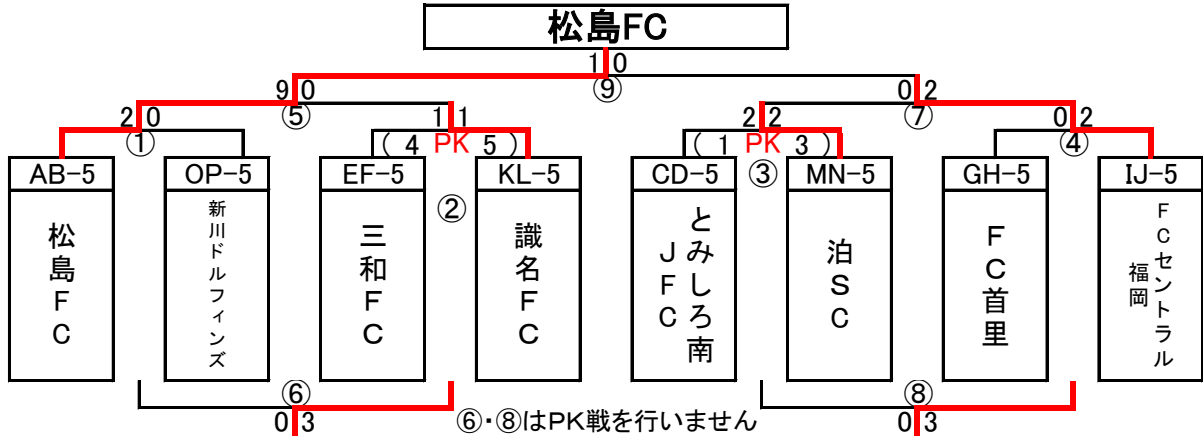 松島FC
1 0
⑨
9 0
0 2
⑤
⑦
2 0
1 1
2 2
0 2
①
( 4 PK 5 )
( 1 PK 3 )
④
③
AB-5
OP-5
EF-5
KL-5
CD-5
MN-5
GH-5
IJ-5
②
松島FC
新川ドルフィンズ
三和FC
識名FC
とみしろ南
JFC
泊SC
FC首里
FCセントラル
福岡
⑥
⑧
0 3
⑥・⑧はPK戦を行いません
0 3